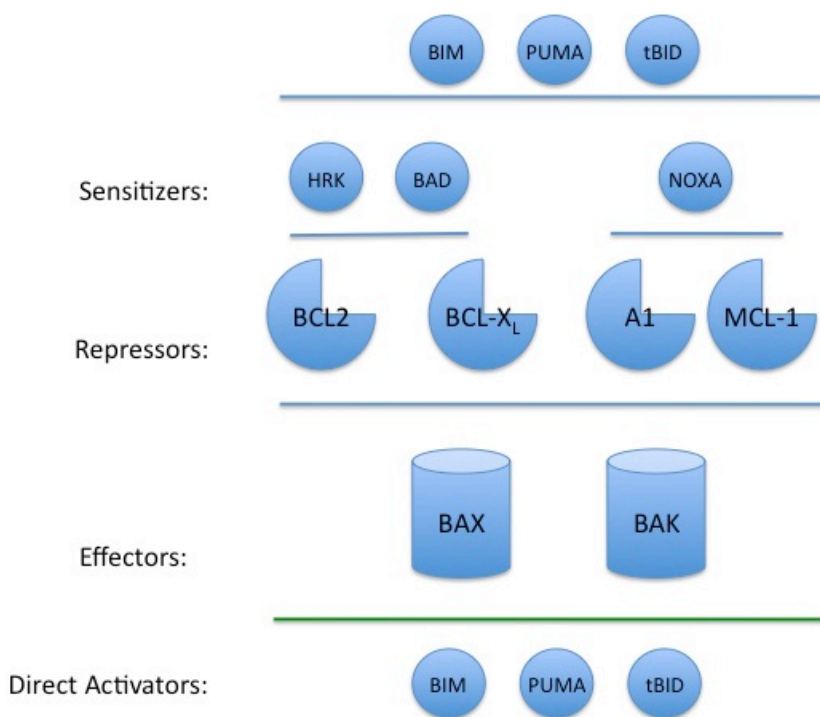 BIM PUMA tBID
Sensitizers: HRK BAD NOXA
Repressors: BCL2 BCL-X_L A1 MCL-1
Effectors: BAX BAK
Direct Activators: BIM PUMA tBID